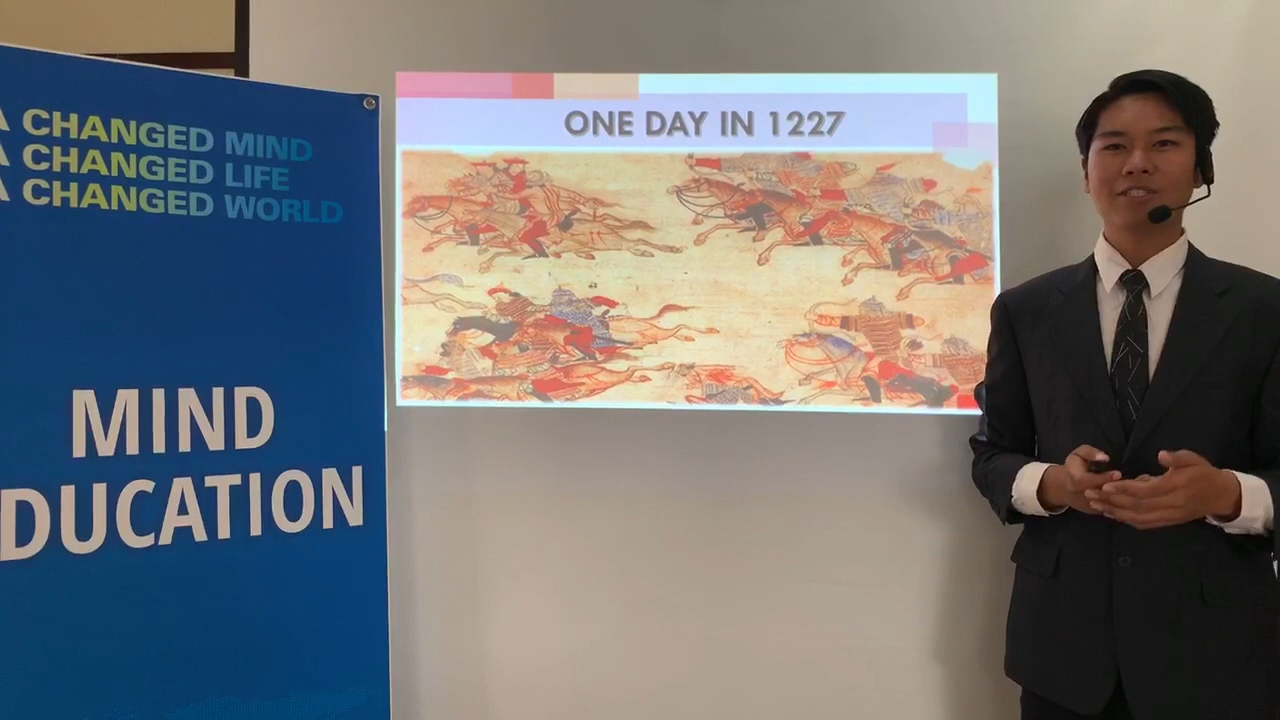 A CHANGED MIND
A CHANGED LIFE
A CHANGED WORLD
MIND
DUCATION
ONE DAY IN 1227